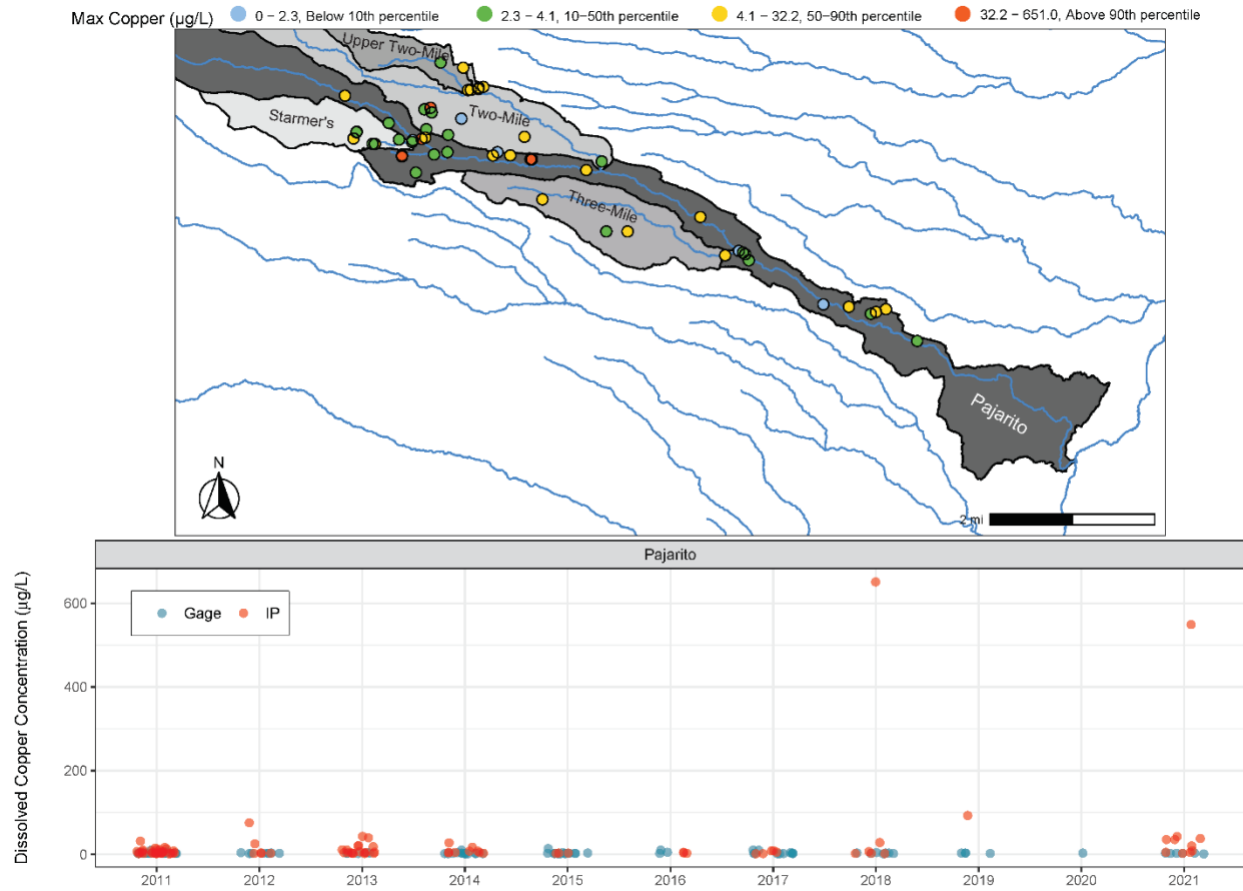 Max Copper (µg/L) 0 – 2.3, Below 10th percentile 2.3 – 4.1, 10–50th percentile 4.1 – 32.2, 50–90th percentile 32.2 – 651.0, Above 90th percentile
Upper Two-Mile
Two-Mile
Starmer's
Three-Mile
Pajarito
N
2 mi
Pajarito
Dissolved Copper Concentration (µg/L)
600
Gage IP
400
200
0
2011 2012 2013 2014 2015 2016 2017 2018 2019 2020 2021